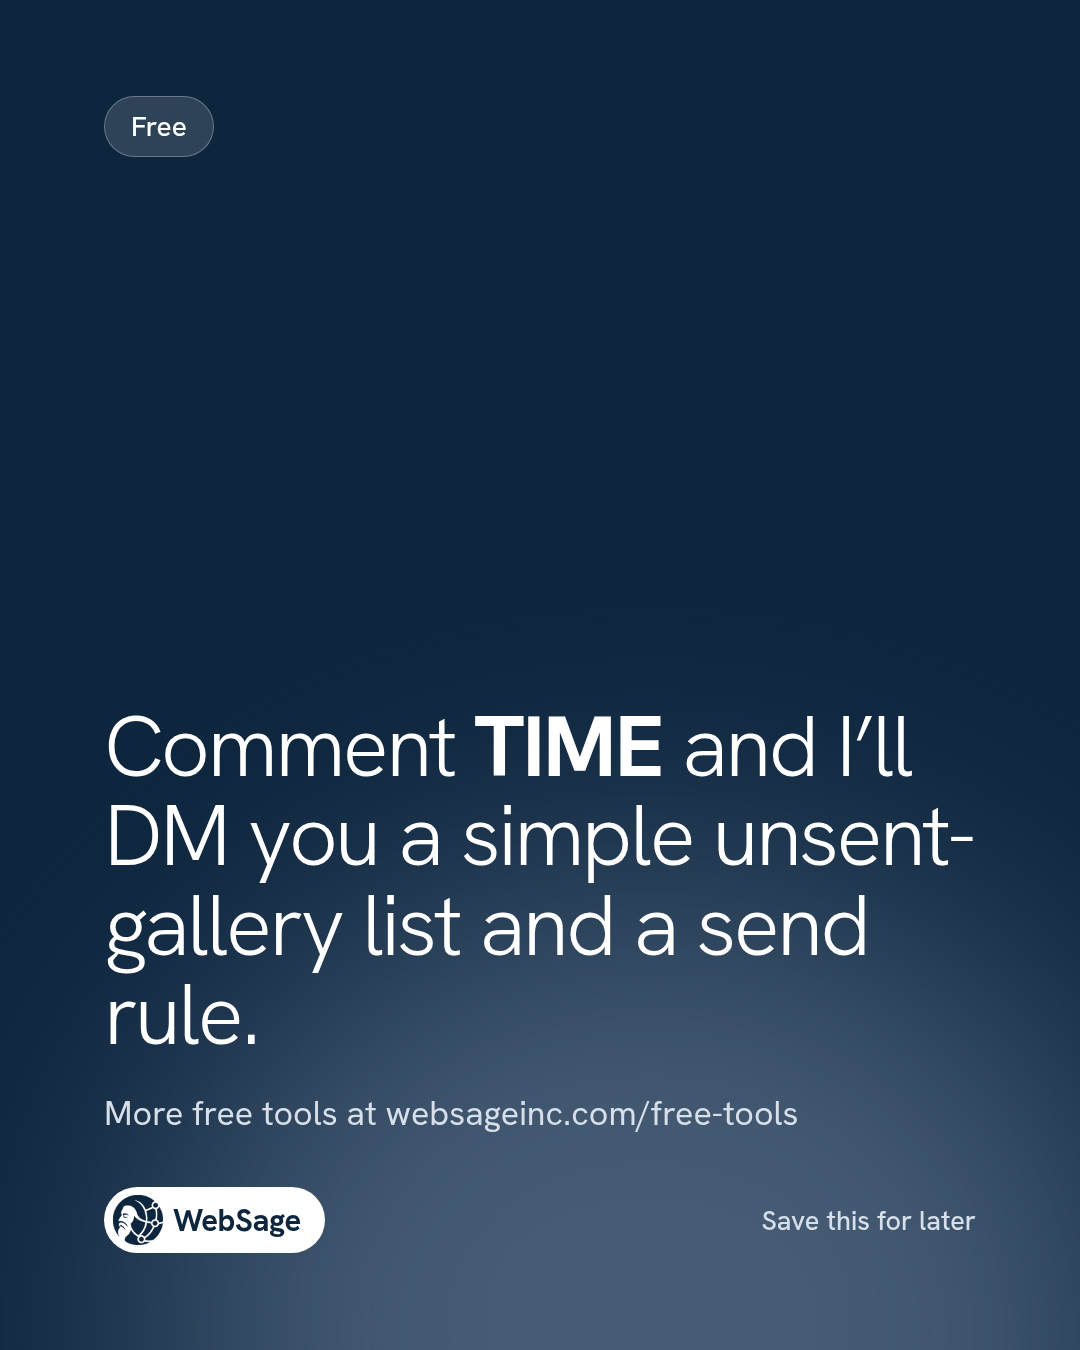 Free
Comment TIME and I’ll
DM you a simple unsent-
gallery list and a send
rule.
More free tools at websageinc.com/free-tools
WebSage
Save this for later